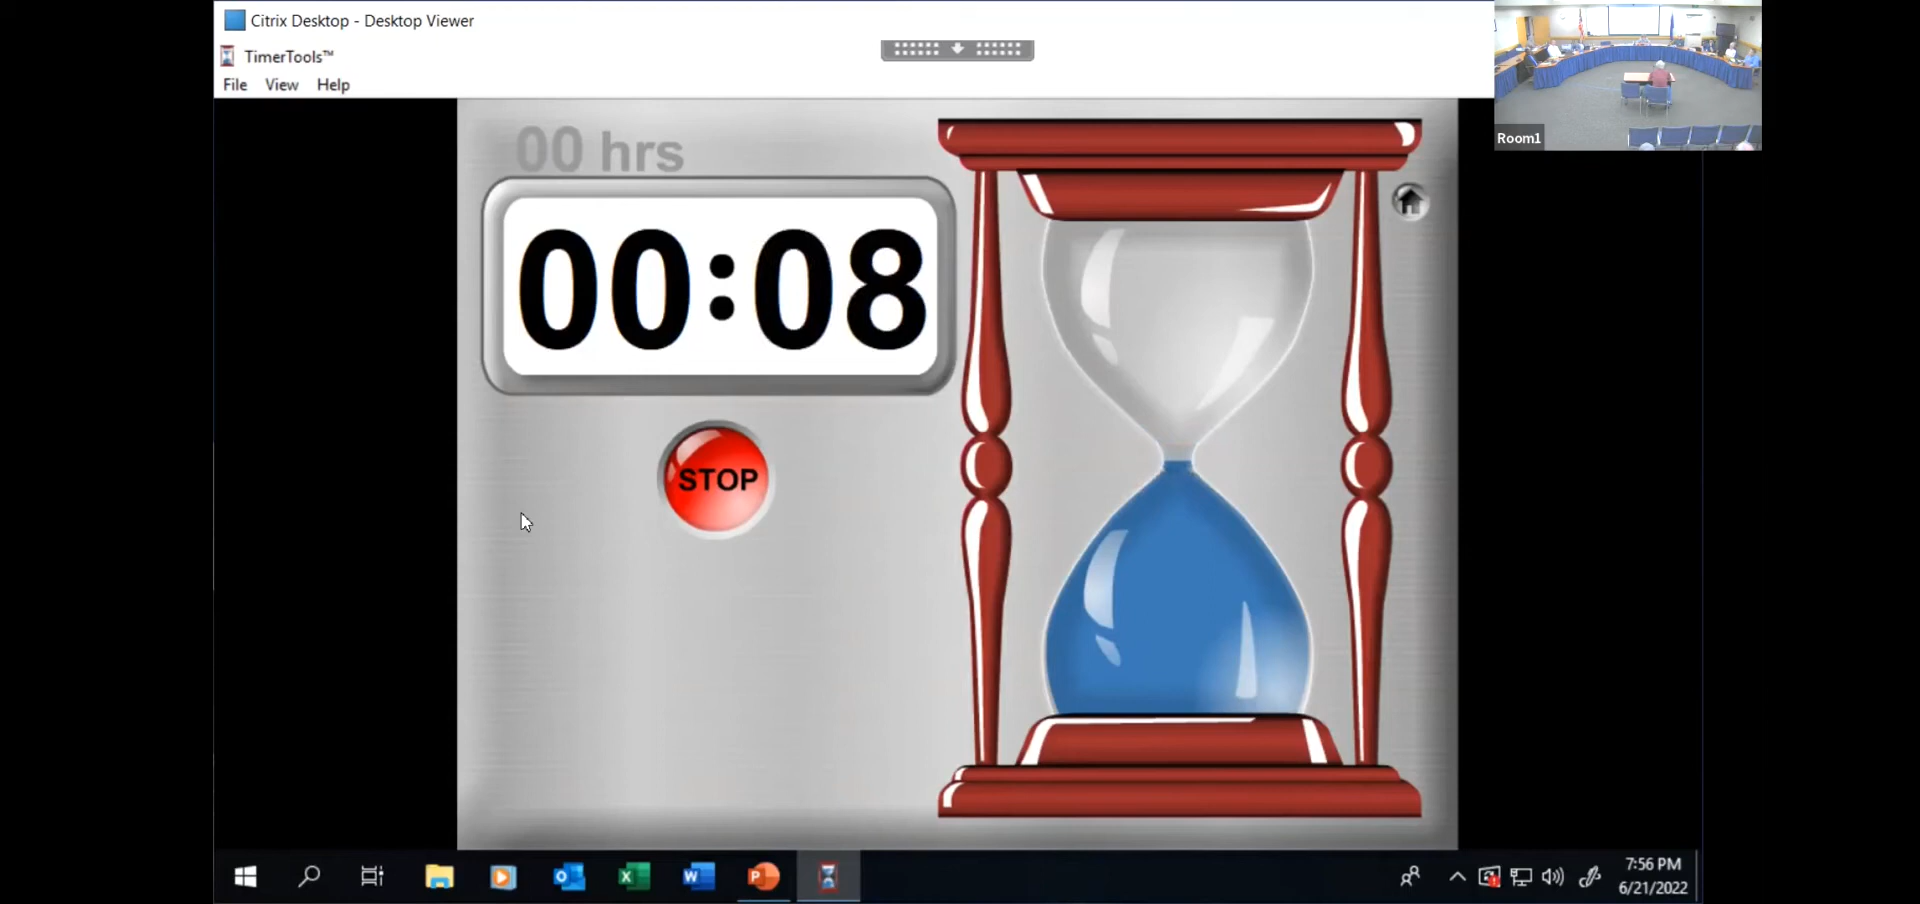 Citrix Desktop - Desktop Viewer
TimerTools™
File View Help
Room1
00 hrs
00:08
STOP
7:56 PM
6/21/2022